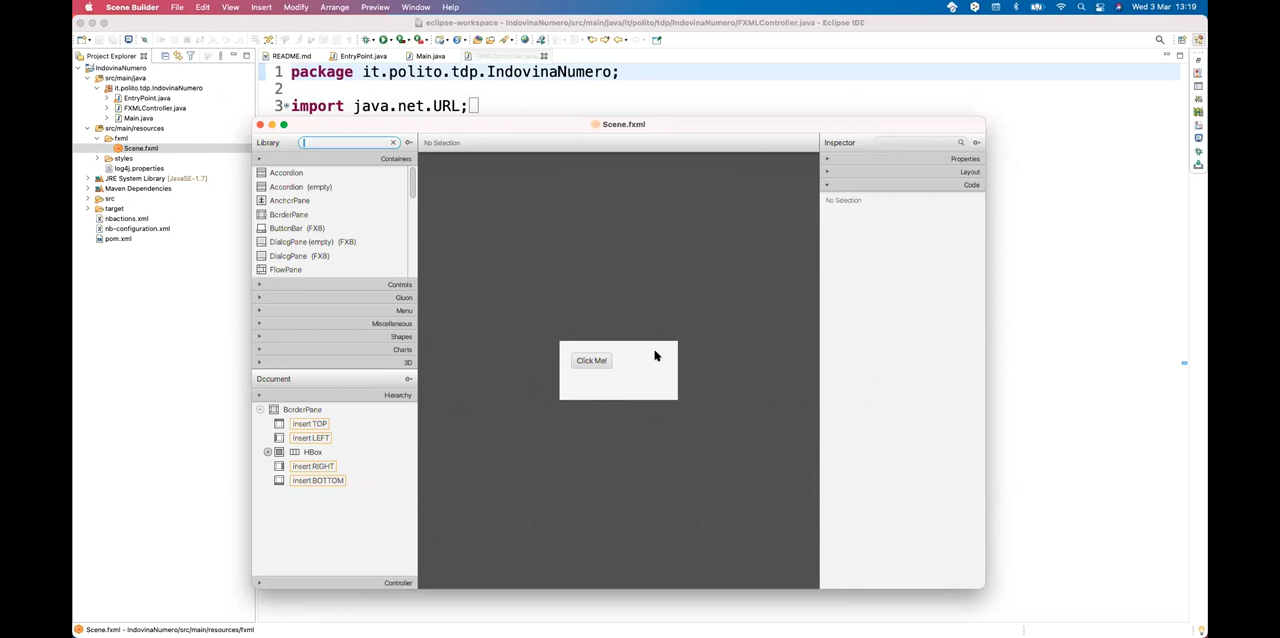 Scene Builder File Edit View Insert Modify Arrange Preview Window Help Wed 3 Mar 13:19
eclipse-workspace - IndovinaNumero/src/main/java/it/polito/tdp/IndovinaNumero/FXMLController.java - Eclipse IDE
Project Explorer README.md EntryPoint.java Main.java FXMLController.java
IndovinaNumero
src/main/java
it.polito.tdp.IndovinaNumero
EntryPoint.java
FXMLController.java
Main.java
src/main/resources
fxml
Scene.fxml
styles
log4j.properties
JRE System Library [JavaSE-1.7]
Maven Dependencies
src
target
nbactions.xml
nb-configuration.xml
pom.xml
1 package it.polito.tdp.IndovinaNumero;
2
3 import java.net.URL;
Scene.fxml
Library No Selection Inspector
Containers
Accordion
Accordion (empty)
AnchorPane
BorderPane
ButtonBar (FX8)
DialogPane (empty) (FX8)
DialogPane (FX8)
FlowPane
Controls
Gluon
Menu
Miscellaneous
Shapes
Charts
3D
Document
Hierarchy
BorderPane
insert TOP
insert LEFT
HBox
insert RIGHT
insert BOTTOM
Controller
Click Me!
Properties
Layout
Code
No Selection
Scene.fxml - IndovinaNumero/src/main/resources/fxml